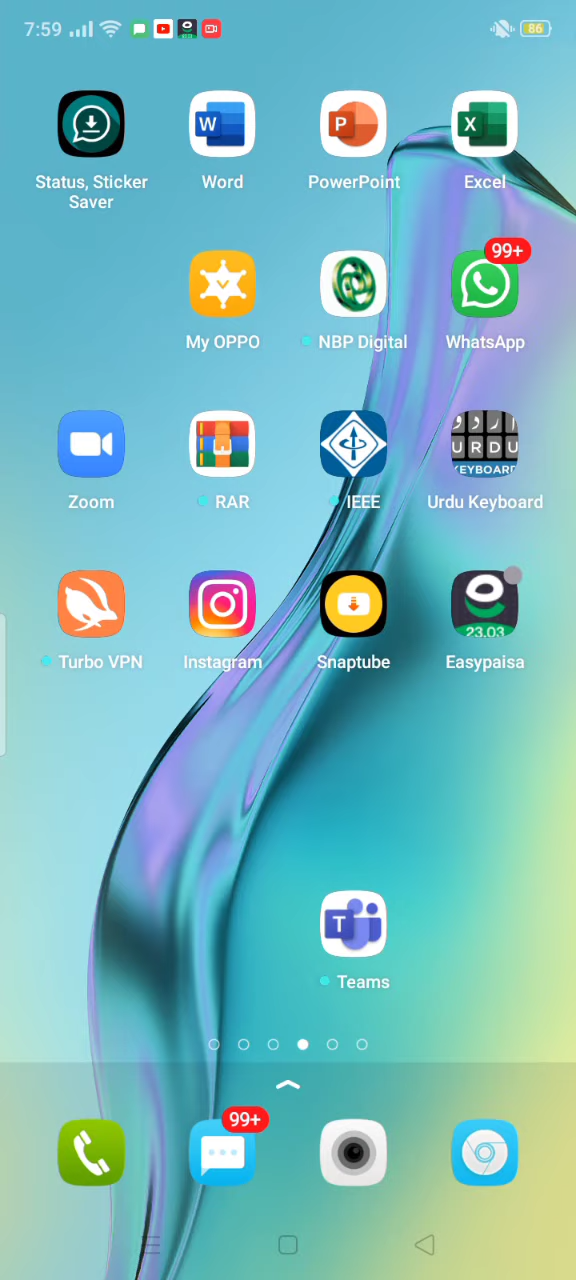 7:59
86
Status, Sticker Saver
Word
PowerPoint
Excel
My OPPO
NBP Digital
99+
WhatsApp
Zoom
RAR
IEEE
URDU
KEYBOARD
Urdu Keyboard
Turbo VPN
Instagram
Snaptube
23.03
Easypaisa
Teams
99+